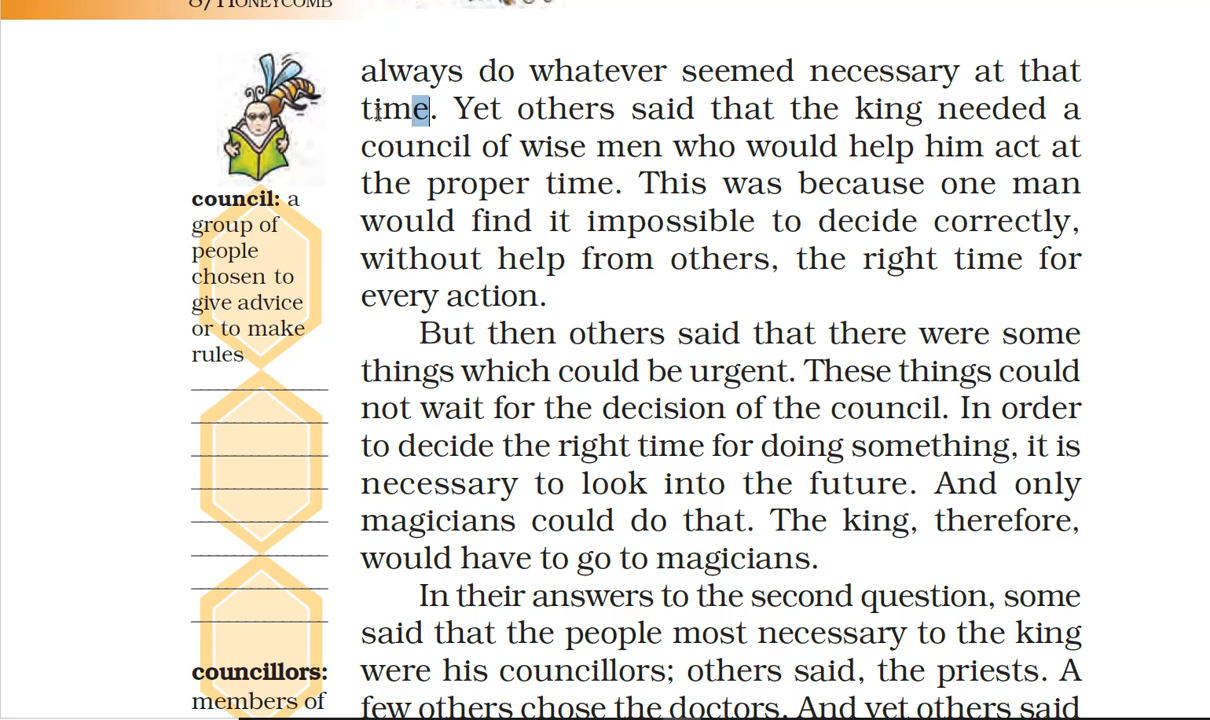 8/HONEYCOMB
always do whatever seemed necessary at that
time. Yet others said that the king needed a
council of wise men who would help him act at
the proper time. This was because one man
would find it impossible to decide correctly,
without help from others, the right time for
every action.
But then others said that there were some
things which could be urgent. These things could
not wait for the decision of the council. In order
to decide the right time for doing something, it is
necessary to look into the future. And only
magicians could do that. The king, therefore,
would have to go to magicians.
In their answers to the second question, some
said that the people most necessary to the king
were his councillors; others said, the priests. A
few others chose the doctors. And yet others said
council: a
group of
people
chosen to
give advice
or to make
rules
councillors:
members of